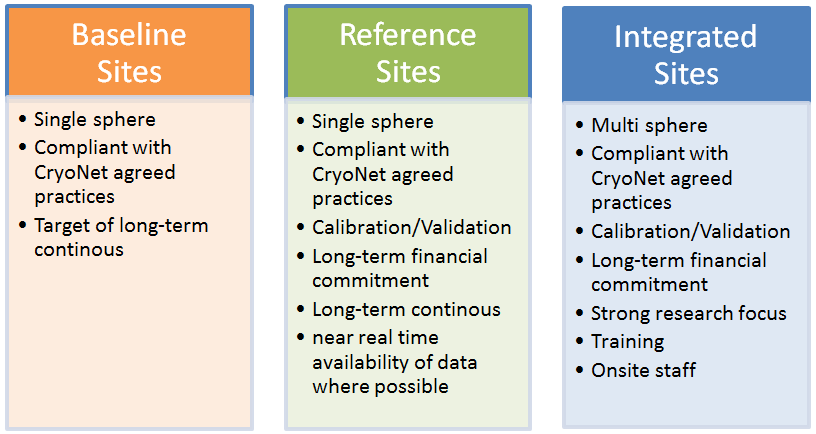 Baseline
Sites
• Single sphere
• Compliant with
CryoNet agreed
practices
• Target of long-term
continous
Reference
Sites
• Single sphere
• Compliant with
CryoNet agreed
practices
• Calibration/Validation
• Long-term financial
commitment
• Long-term continous
• near real time
availability of data
where possible
Integrated
Sites
• Multi sphere
• Compliant with
CryoNet agreed
practices
• Calibration/Validation
• Long-term financial
commitment
• Strong research focus
• Training
• Onsite staff